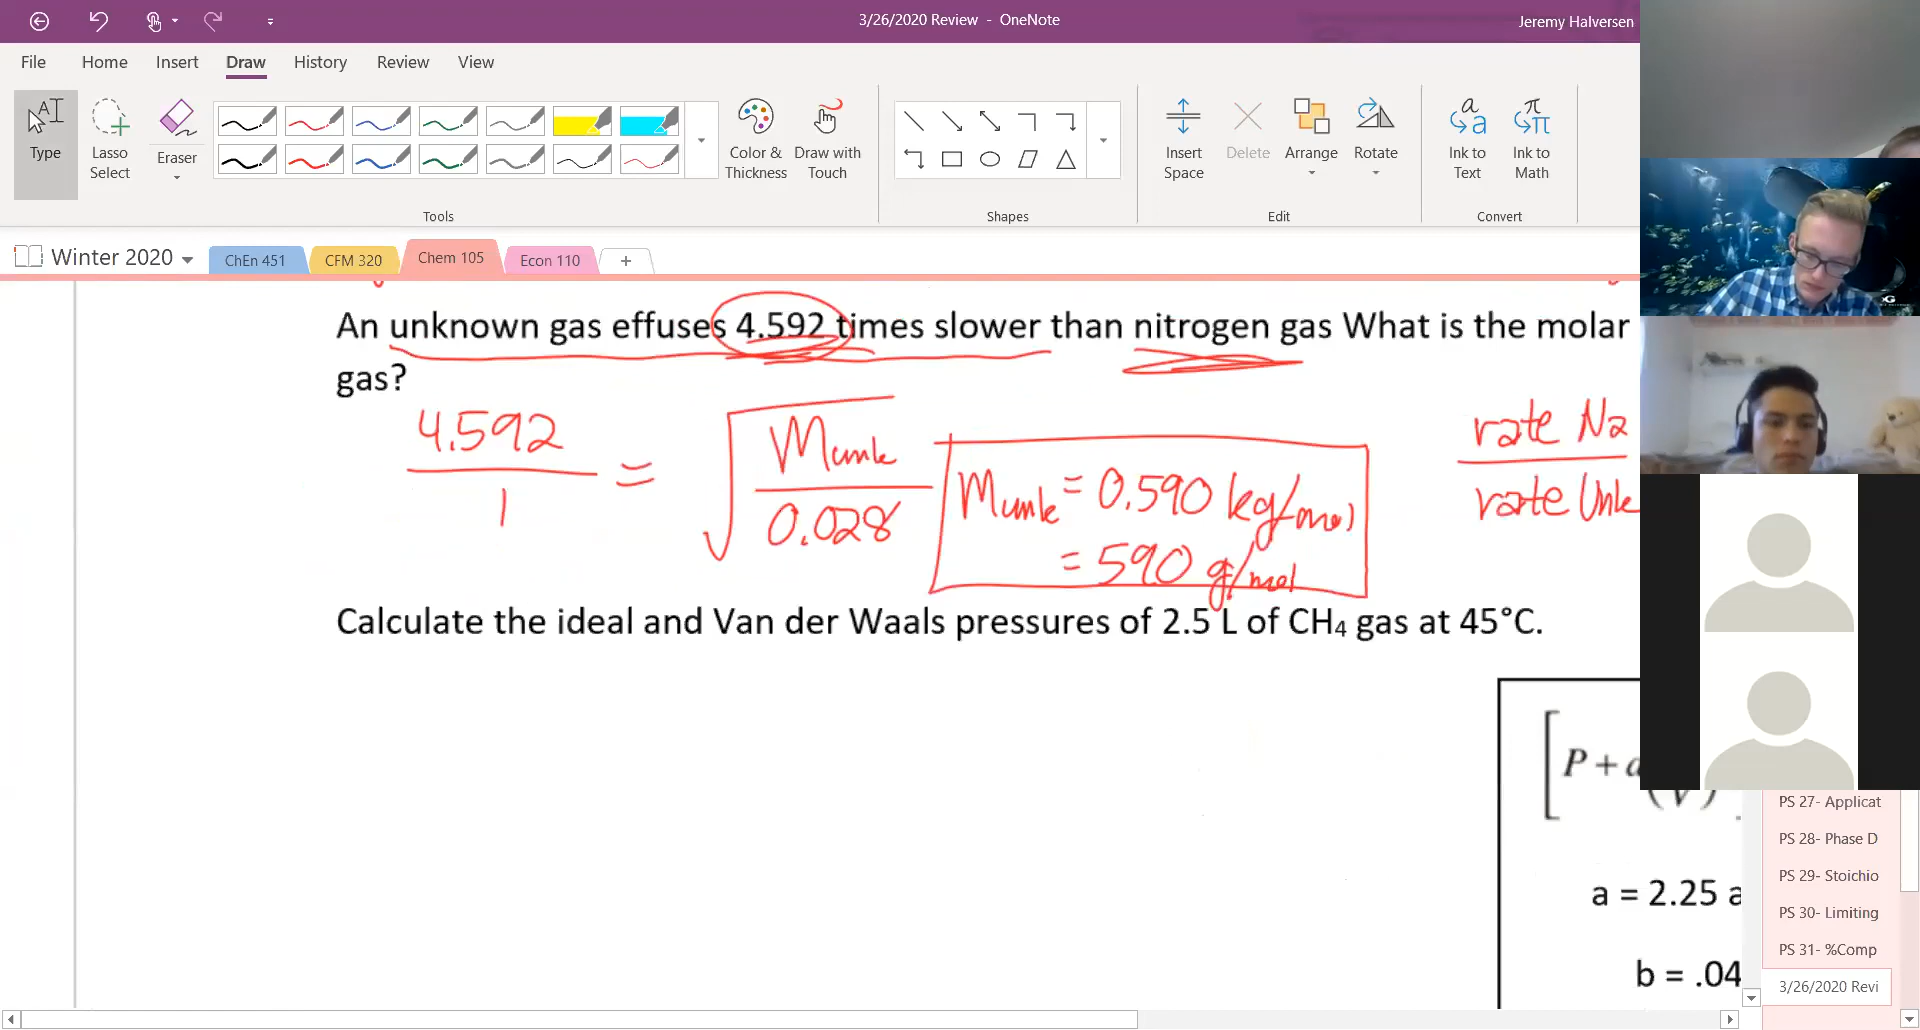 3/26/2020 Review - OneNote
Jeremy Halversen
File Home Insert Draw History Review View
Type
Lasso Select
Eraser
Color & Thickness
Draw with Touch
Insert Space
Delete
Arrange
Rotate
Ink to Text
Ink to Math
Tools
Shapes
Edit
Convert
Winter 2020
ChEn 451
CFM 320
Chem 105
Econ 110
+
An unknown gas effuses 4.592 times slower than nitrogen gas What is the molar
gas?
4.592
1
=
√
Munk
0.028
Munk = 0.590 kg/mol
= 590 g/mol
rate N2
rate Unk
Calculate the ideal and Van der Waals pressures of 2.5 L of CH₄ gas at 45°C.
[P + a
(V)
a = 2.25 a
b = .04
PS 27- Applicat
PS 28- Phase D
PS 29- Stoichio
PS 30- Limiting
PS 31- %Comp
3/26/2020 Revi